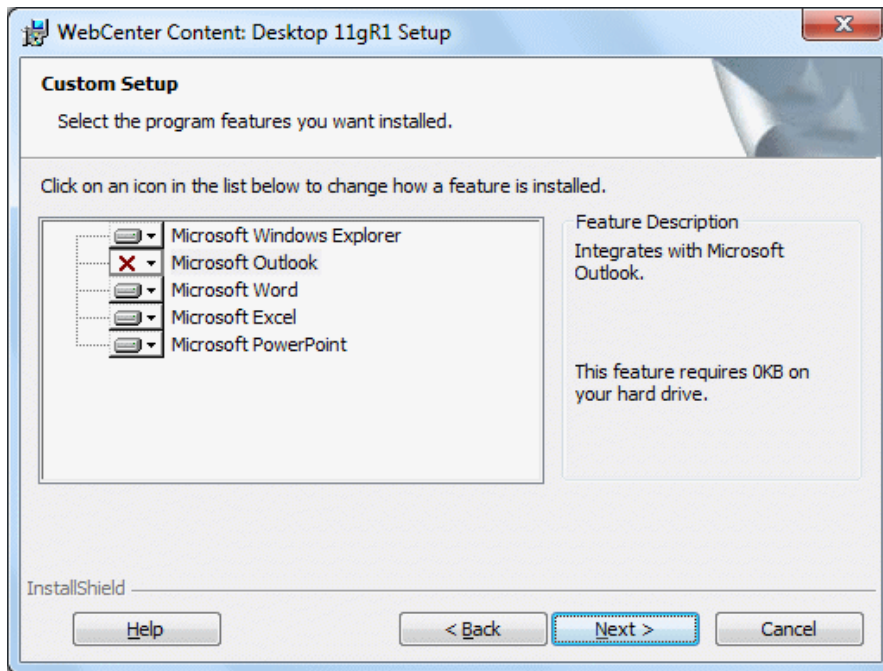 WebCenter Content: Desktop 11gR1 Setup
Custom Setup
Select the program features you want installed.
Click on an icon in the list below to change how a feature is installed.
Microsoft Windows Explorer
Microsoft Outlook
Microsoft Word
Microsoft Excel
Microsoft PowerPoint
Feature Description
Integrates with Microsoft
Outlook.
This feature requires 0KB on
your hard drive.
InstallShield
Help
< Back
Next >
Cancel